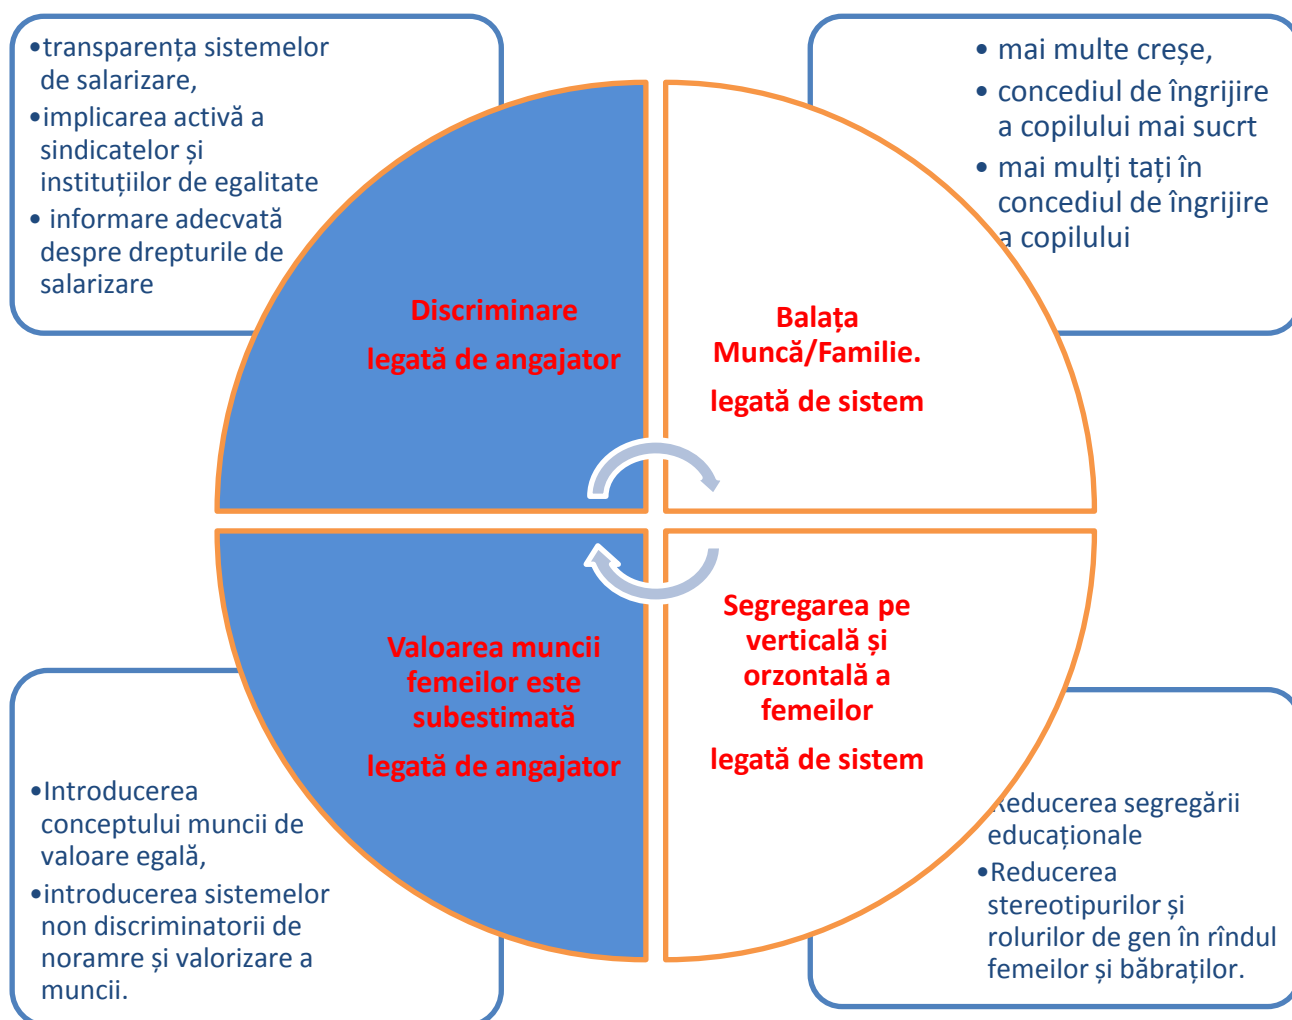 •transparența sistemelor
de salarizare,
•implicarea activă a
sindicatelor și
instituțiilor de egalitate
• informare adecvată
despre drepturile de
salarizare
• mai multe creșe,
• concediul de îngrijire
a copilului mai sucrt
• mai mulți tați în
concediul de îngrijire
a copilului
Discriminare
legată de angajator
Balața
Muncă/Familie.
legată de sistem
Valoarea muncii
femeilor este
subestimată
legată de angajator
Segregarea pe
verticală și
orzontală a
femeilor
legată de sistem
•Introducerea
conceptului muncii de
valoare egală,
•introducerea sistemelor
non discriminatorii de
noramre și valorizare a
muncii.
Reducerea segregării
educaționale
•Reducerea
stereotipurilor și
rolurilor de gen în rîndul
femeilor și băbraților.